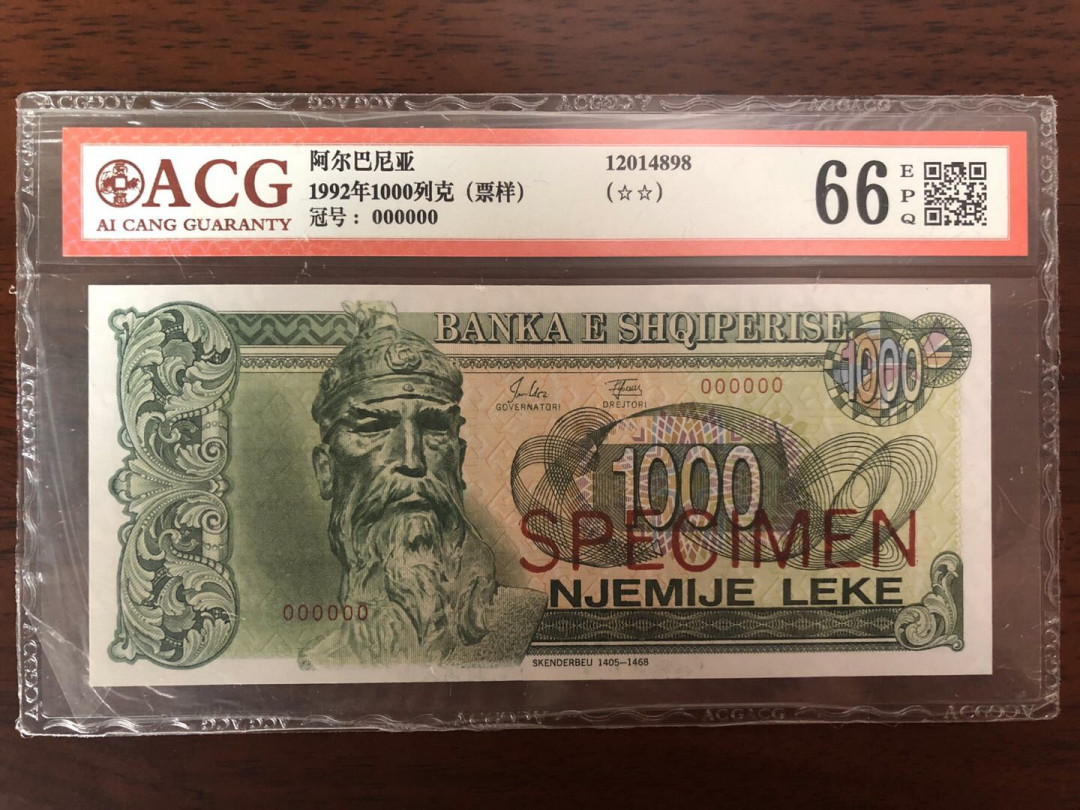 ACG
AI CANG GUARANTY
阿尔巴尼亚
1992年1000列克（票样）
冠号： 000000
12014898
(☆☆)
66
EPQ
BANKA E SHQIPERISE
1000
GOVERNATORI
DREJTORI
000000
1000
SPECIMEN
NJEMIJE LEKE
000000
SKENDERBEU 1405—1468